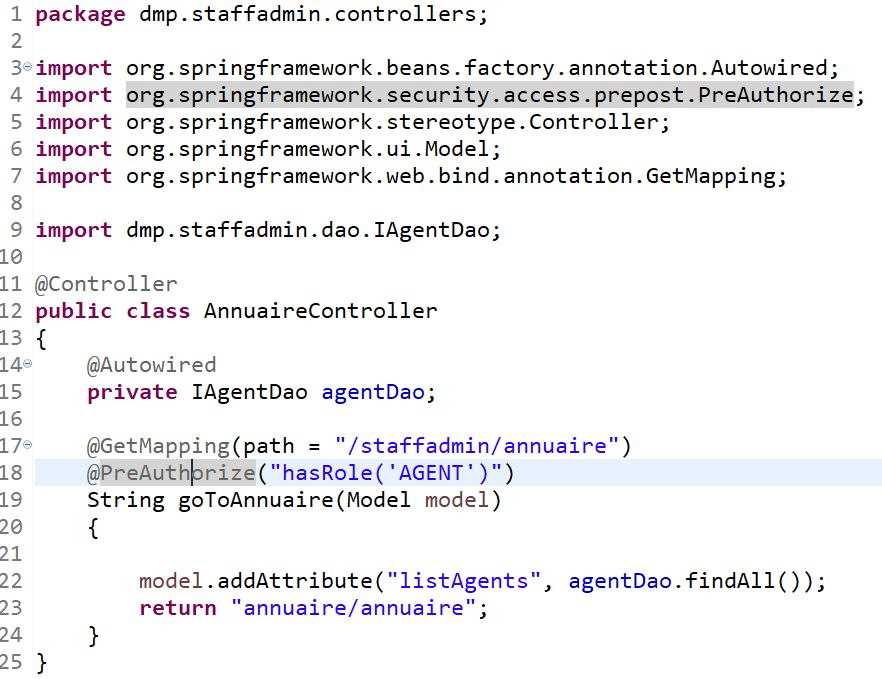 1 package dmp.staffadmin.controllers;
2
3 import org.springframework.beans.factory.annotation.Autowired;
4 import org.springframework.security.access.prepost.PreAuthorize;
5 import org.springframework.stereotype.Controller;
6 import org.springframework.ui.Model;
7 import org.springframework.web.bind.annotation.GetMapping;
8
9 import dmp.staffadmin.dao.IAgentDao;
10
11 @Controller
12 public class AnnuaireController
13 {
14     @Autowired
15     private IAgentDao agentDao;
16
17     @GetMapping(path = "/staffadmin/annuaire")
18     @PreAuthorize("hasRole('AGENT')")
19     String goToAnnuaire(Model model)
20     {
21
22         model.addAttribute("listAgents", agentDao.findAll());
23         return "annuaire/annuaire";
24     }
25 }